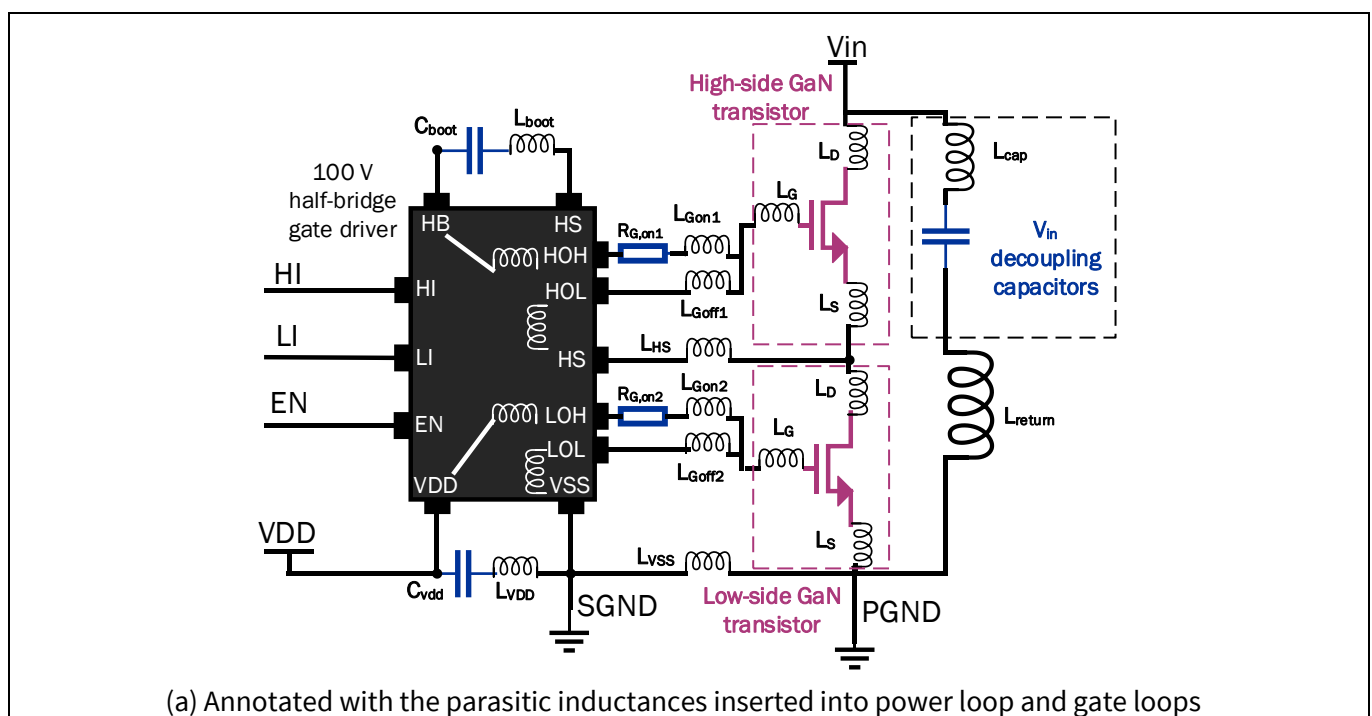 Vin
High-side GaN
transistor
Cboot
Lboot
LD
Lcap
100 V
half-bridge
gate driver
LG
HB
HS
LGon1
RG,on1
HOH
Vin
decoupling
capacitors
HI
HI
HOL
LGoff1
LS
LI
LI
HS
LHS
LD
EN
EN
LOH
RG,on2
LGon2
Lreturn
LG
LOL
LGoff2
VDD
VSS
VDD
LS
Cvdd
LVDD
LVSS
SGND
Low-side GaN
transistor
PGND
(a) Annotated with the parasitic inductances inserted into power loop and gate loops